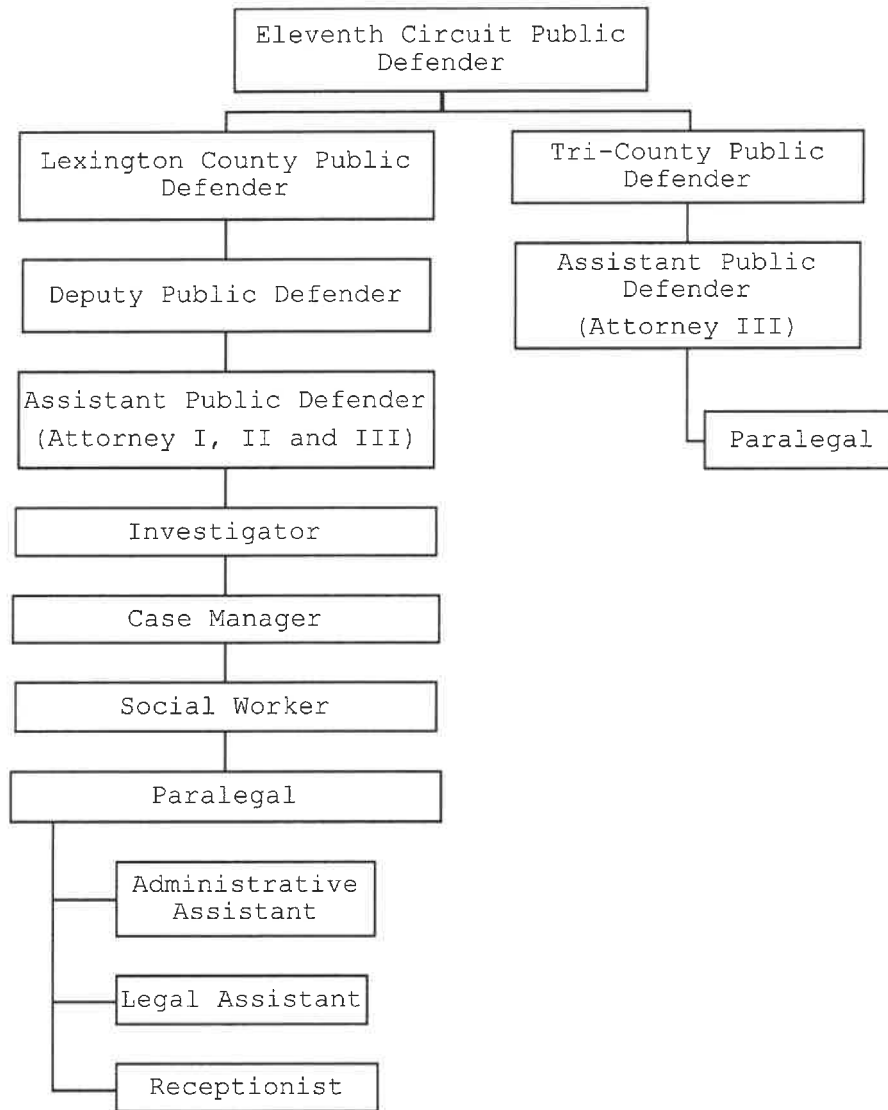 Eleventh Circuit Public
Defender
Lexington County Public
Defender
Tri-County Public
Defender
Deputy Public Defender
Assistant Public
Defender
(Attorney III)
Assistant Public Defender
(Attorney I, II and III)
Paralegal
Investigator
Case Manager
Social Worker
Paralegal
Administrative
Assistant
Legal Assistant
Receptionist